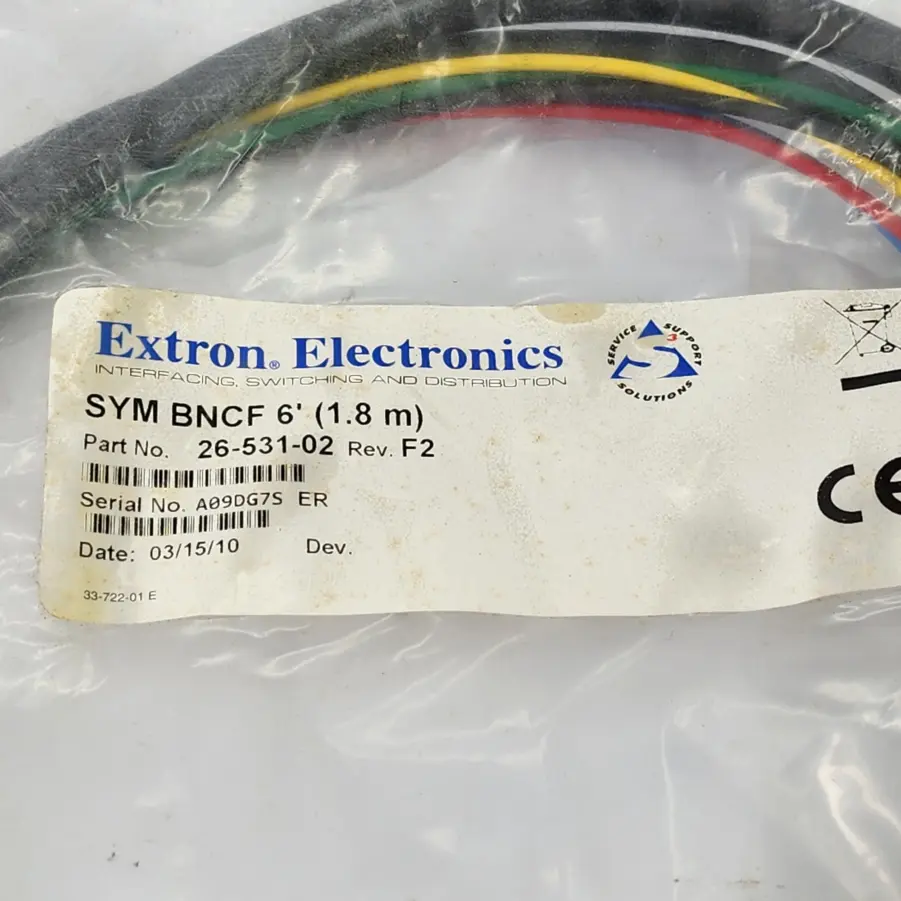 Extron® Electronics
INTERFACING, SWITCHING AND DISTRIBUTION
SERVICE SUPPORT SOLUTIONS
S3
SYM BNCF 6' (1.8 m)
Part No. 26-531-02 Rev. F2
Serial No. A09DG7S ER
Date: 03/15/10 Dev.
33-722-01 E
CE